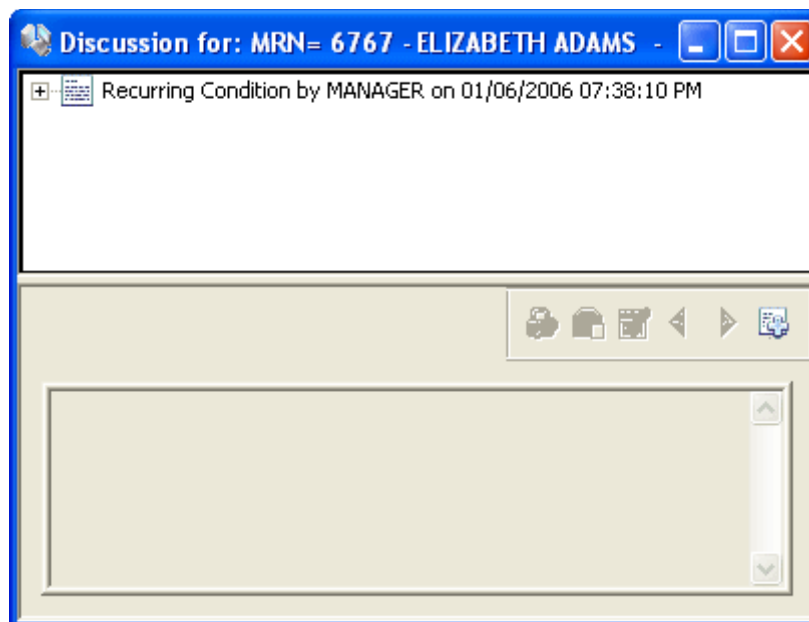 Discussion for: MRN= 6767 - ELIZABETH ADAMS -
Recurring Condition by MANAGER on 01/06/2006 07:38:10 PM